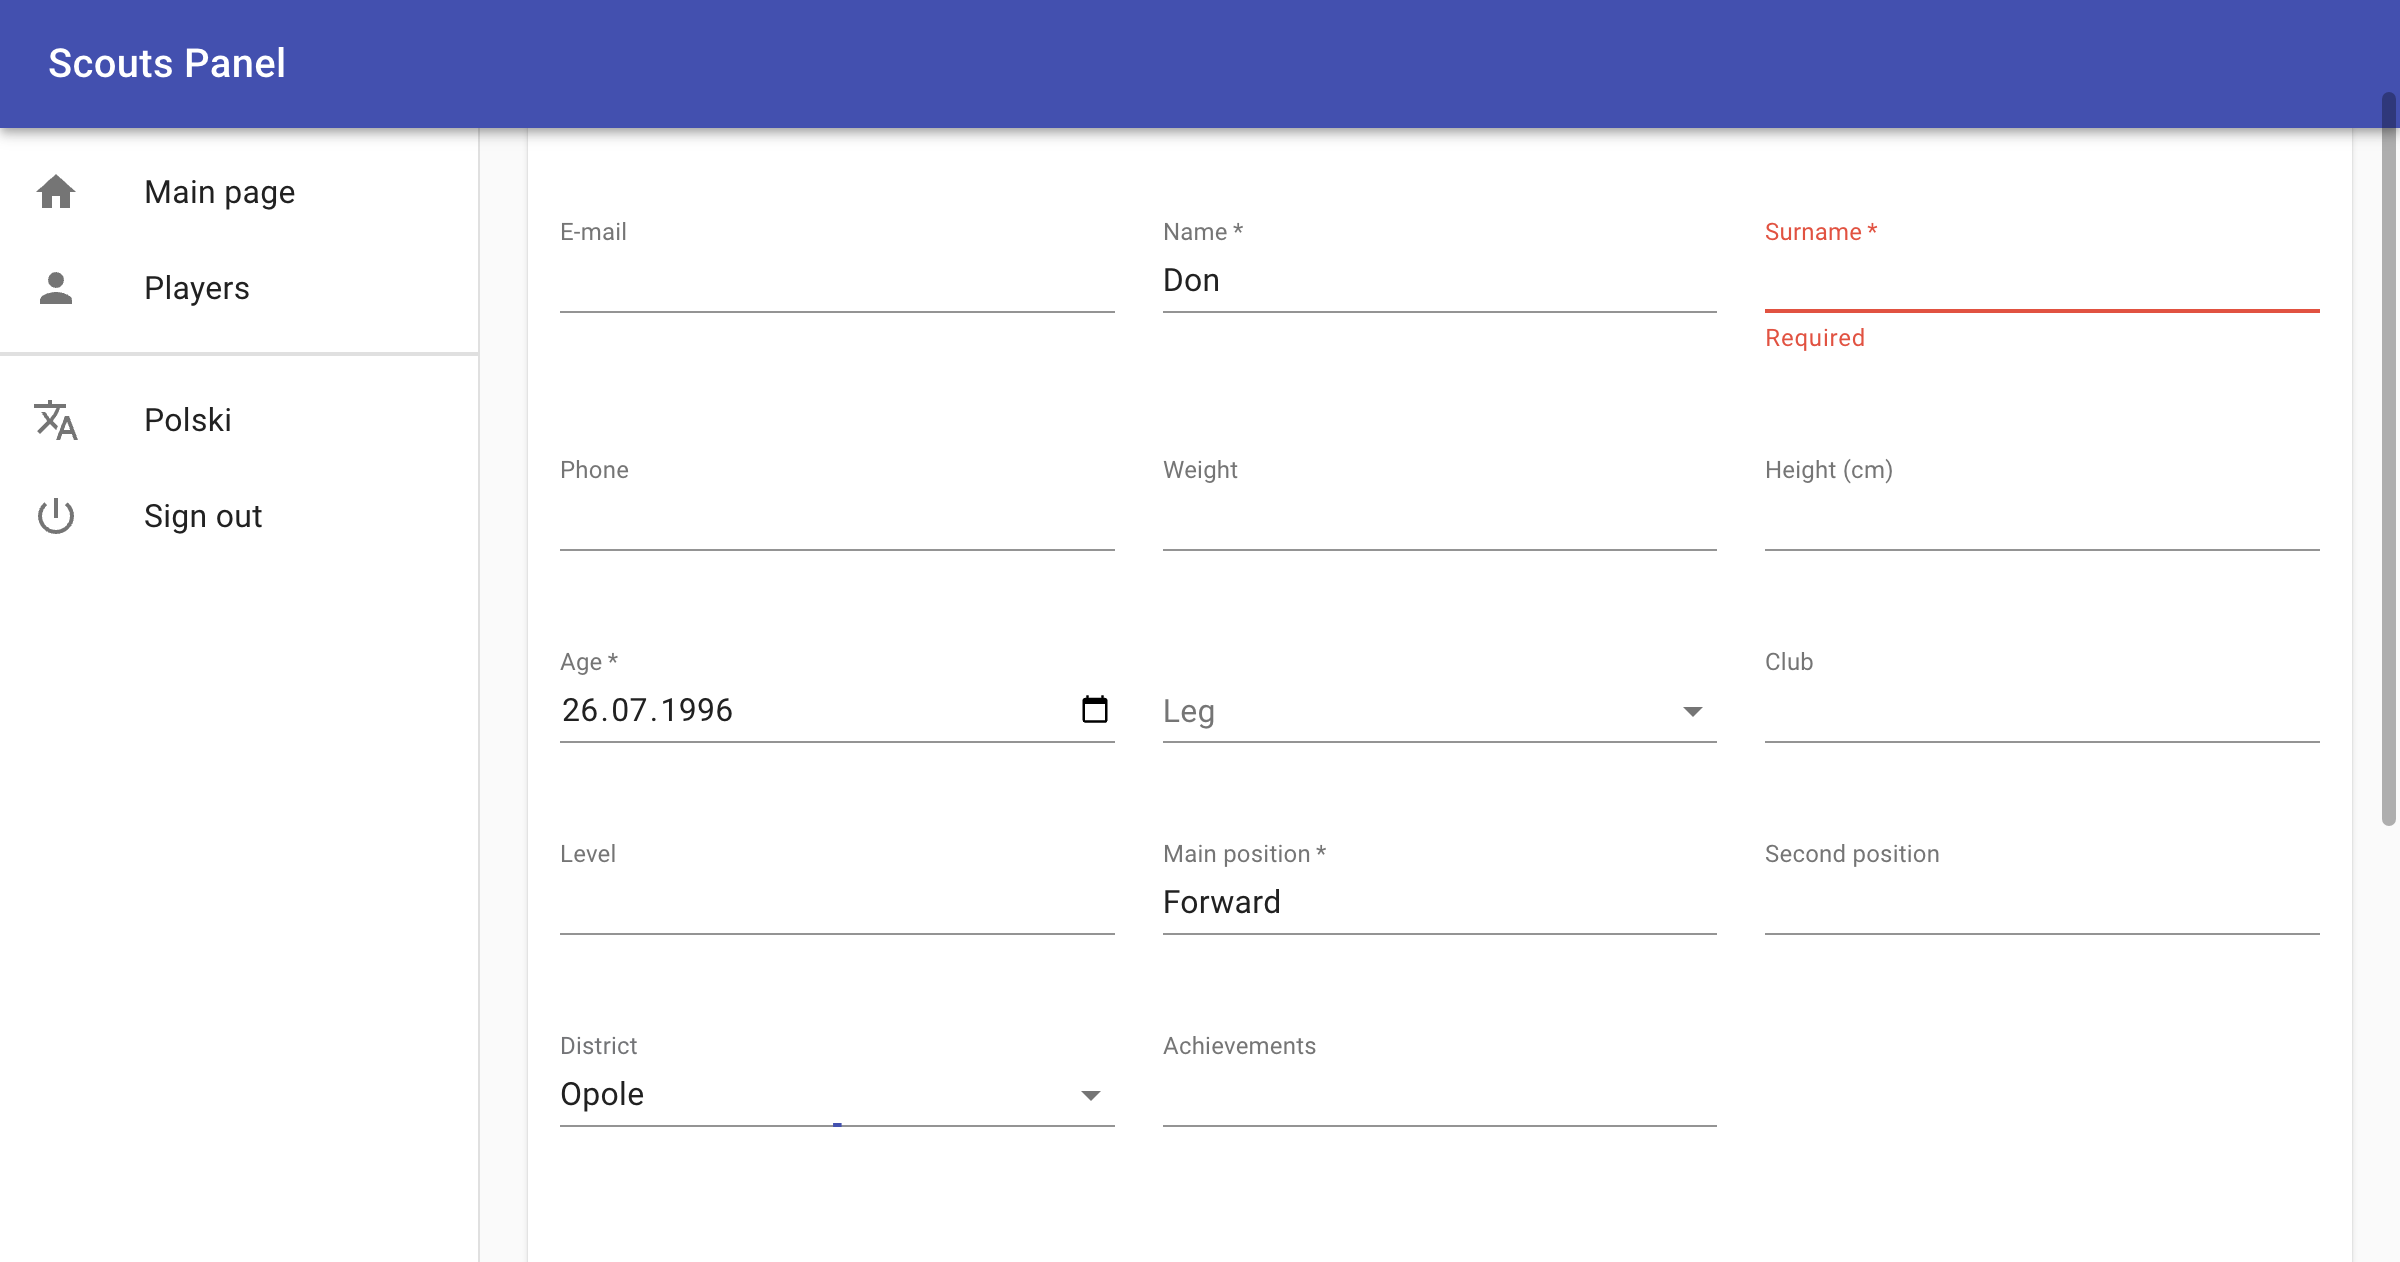 Scouts Panel
Main page
Players
Polski
Sign out
E-mail
Name *
Don
Surname *
Required
Phone
Weight
Height (cm)
Age *
26.07.1996
Leg
Club
Level
Main position *
Forward
Second position
District
Opole
Achievements